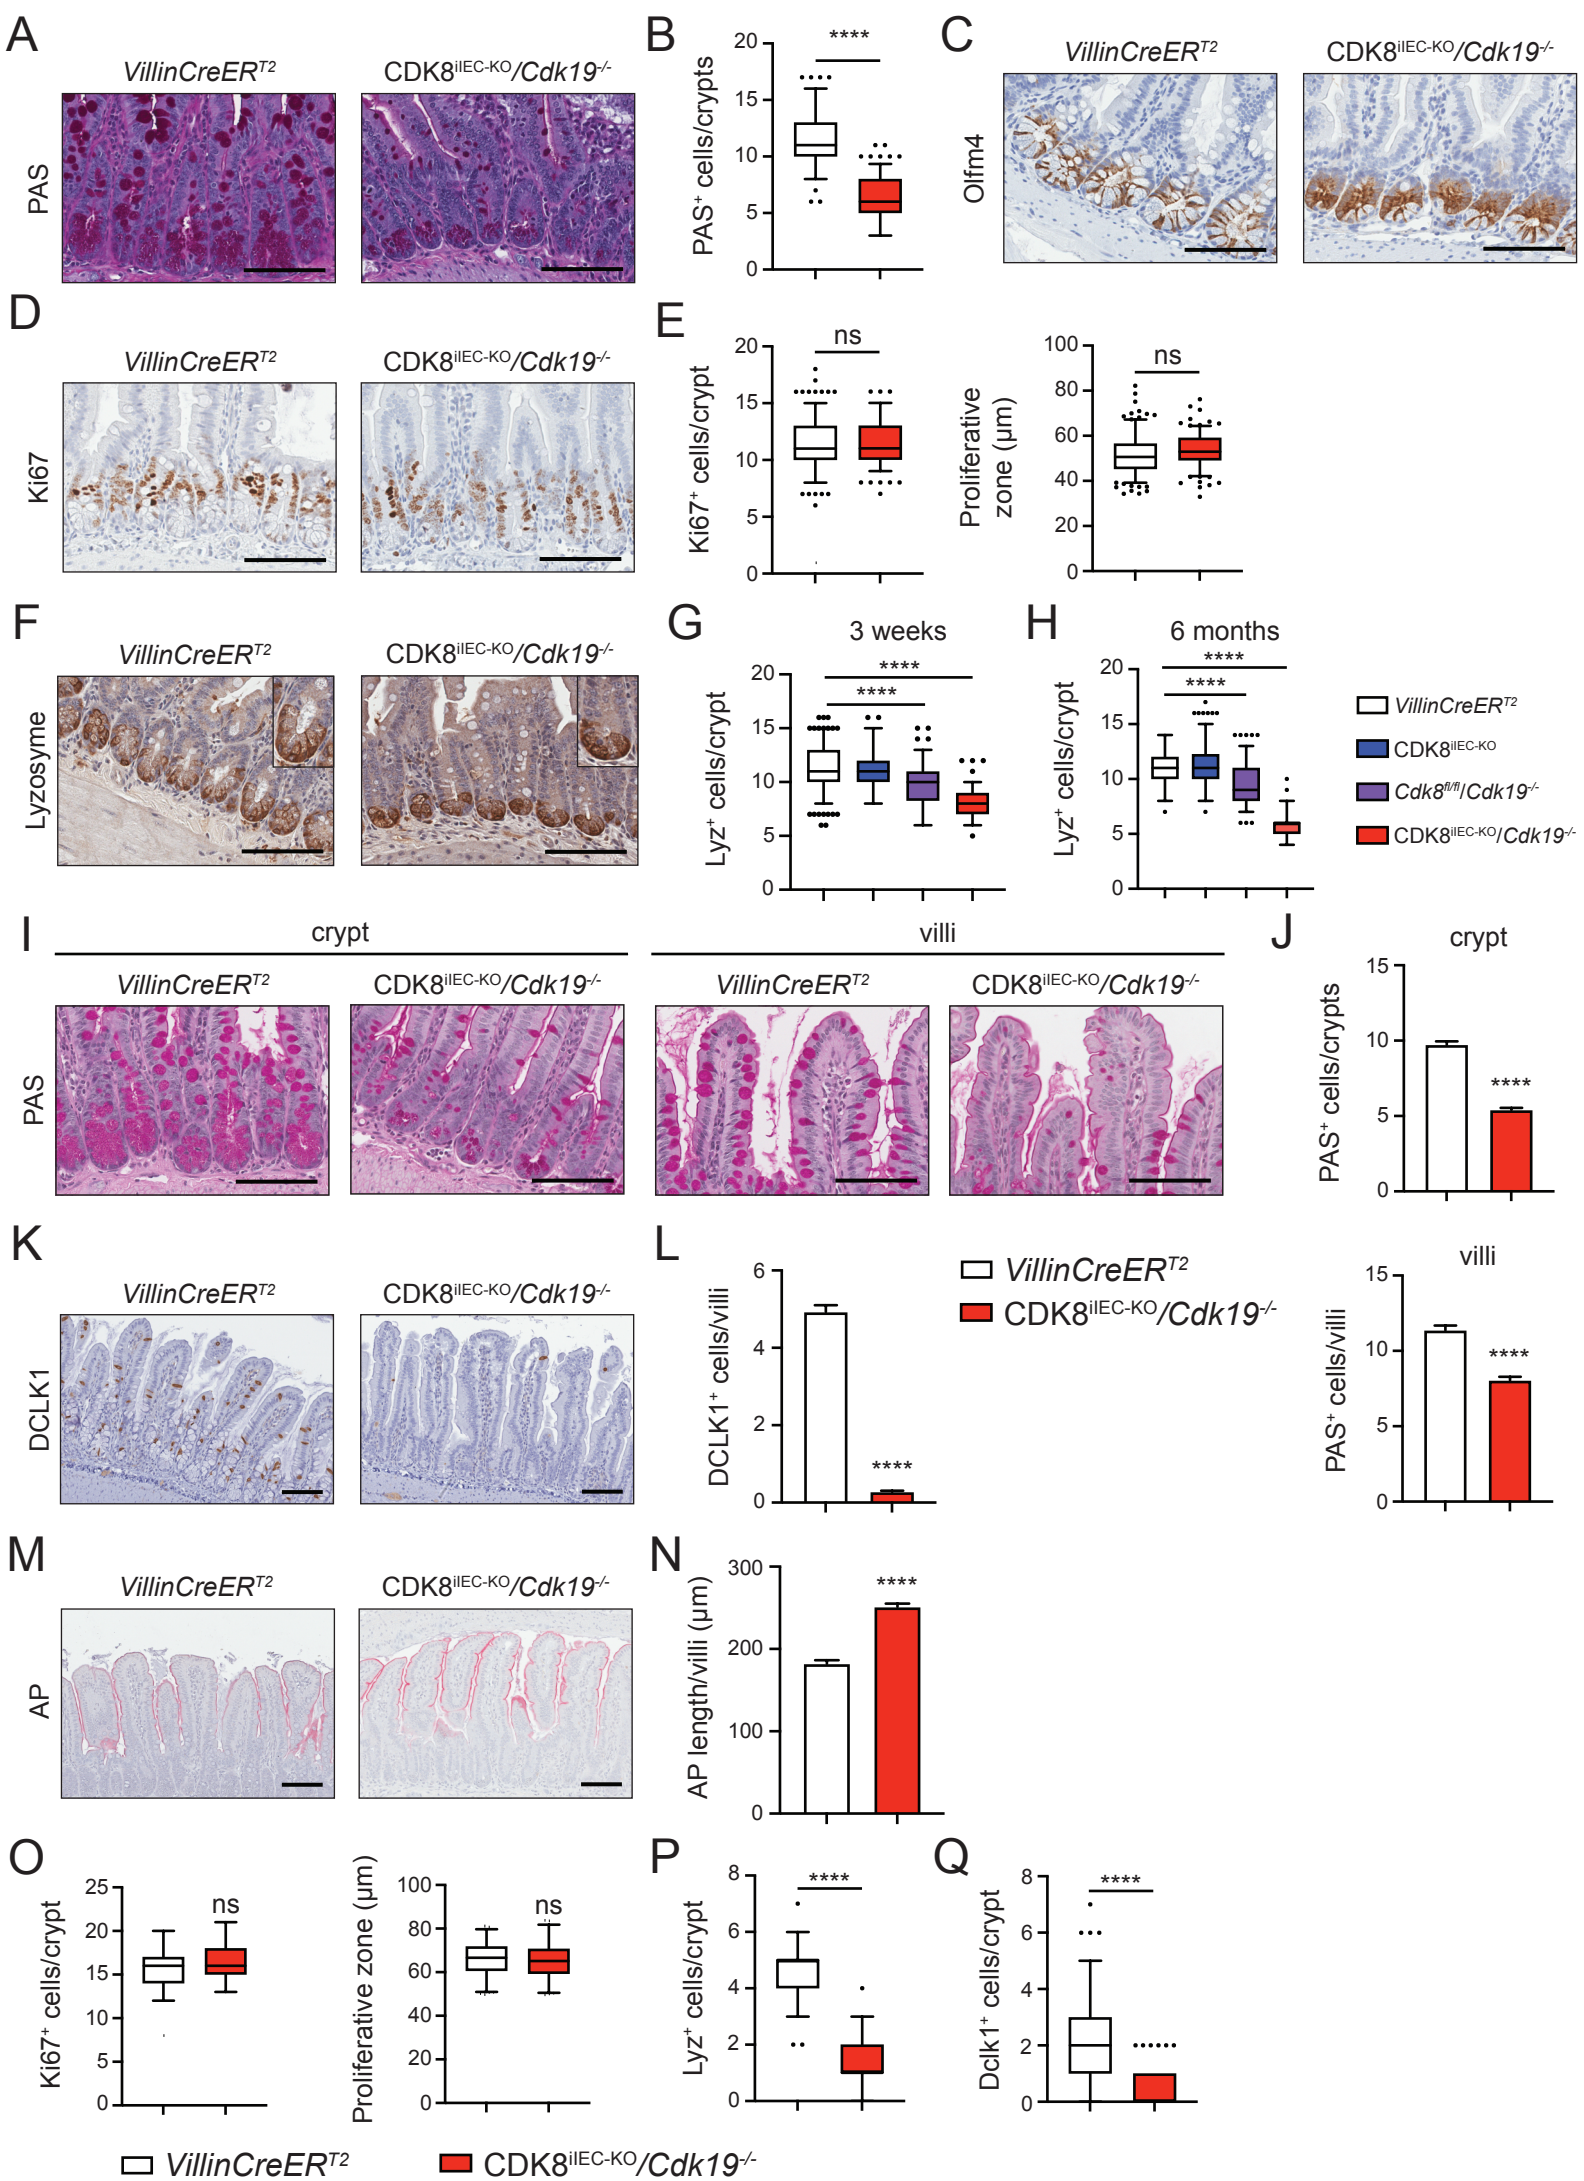 A
VillinCreER^T2
CDK8^iIEC-KO/Cdk19^-/-
PAS
B
PAS+ cells/crypts
20
15
10
5
0
****
C
VillinCreER^T2
CDK8^iIEC-KO/Cdk19^-/-
Olfm4
D
VillinCreER^T2
CDK8^iIEC-KO/Cdk19^-/-
Ki67
E
Ki67+ cells/crypt
20
15
10
5
0
ns
Proliferative
zone (µm)
100
80
60
40
20
0
ns
F
VillinCreER^T2
CDK8^iIEC-KO/Cdk19^-/-
Lyzosyme
G
3 weeks
Lyz+ cells/crypt
20
15
10
5
0
****
****
H
6 months
Lyz+ cells/crypt
20
15
10
5
0
****
****
VillinCreER^T2
CDK8^iIEC-KO
Cdk8^fl/fl/Cdk19^-/-
CDK8^iIEC-KO/Cdk19^-/-
I
crypt
villi
VillinCreER^T2
CDK8^iIEC-KO/Cdk19^-/-
VillinCreER^T2
CDK8^iIEC-KO/Cdk19^-/-
PAS
J
crypt
PAS+ cells/crypts
15
10
5
0
****
villi
PAS+ cells/villi
15
10
5
0
****
K
VillinCreER^T2
CDK8^iIEC-KO/Cdk19^-/-
DCLK1
L
DCLK1+ cells/villi
6
4
2
0
****
VillinCreER^T2
CDK8^iIEC-KO/Cdk19^-/-
M
VillinCreER^T2
CDK8^iIEC-KO/Cdk19^-/-
AP
N
AP length/villi (µm)
300
200
100
0
****
O
Ki67+ cells/crypt
25
20
15
10
5
0
ns
Proliferative zone (µm)
100
80
60
40
20
0
ns
P
Lyz+ cells/crypt
8
6
4
2
0
****
Q
Dclk1+ cells/crypt
8
6
4
2
0
****
VillinCreER^T2
CDK8^iIEC-KO/Cdk19^-/-